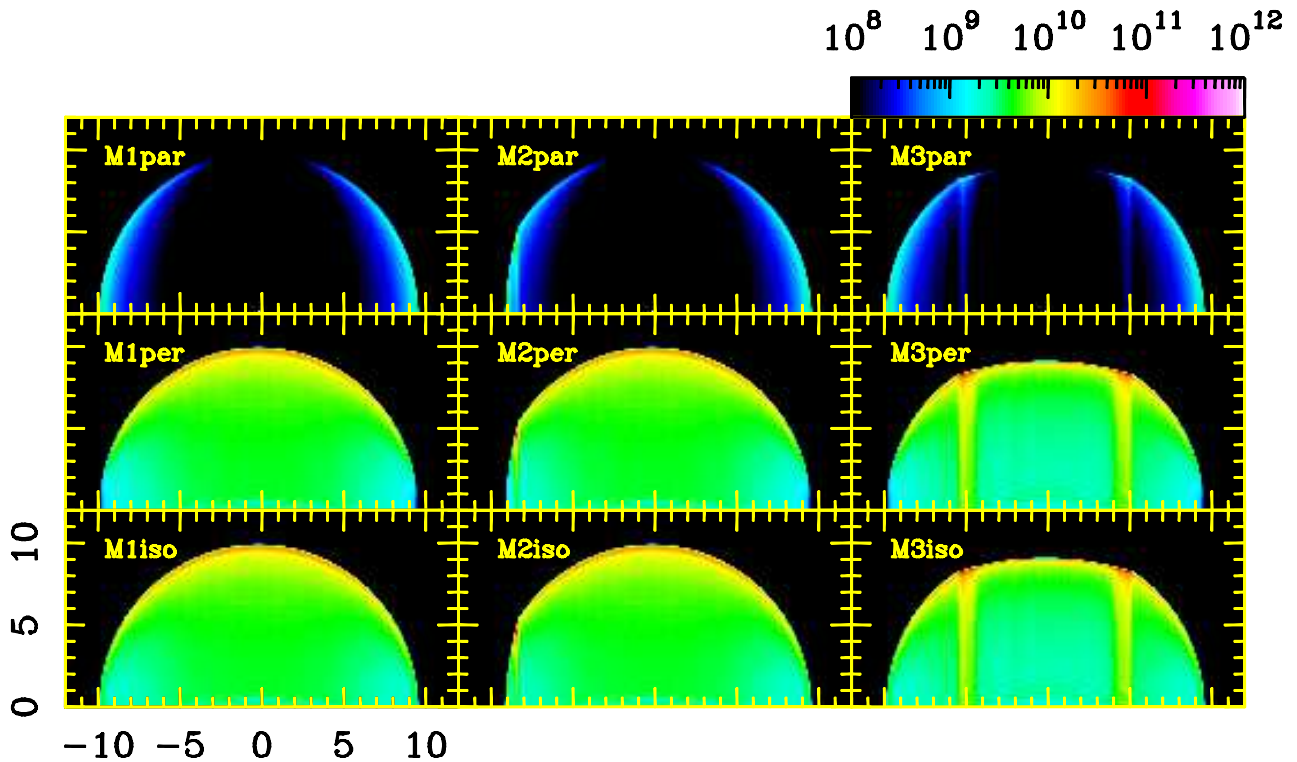 10^8 10^9 10^10 10^11 10^12
M1par M2par M3par
M1per M2per M3per
10
M1iso M2iso M3iso
5
0
-10 -5 0 5 10